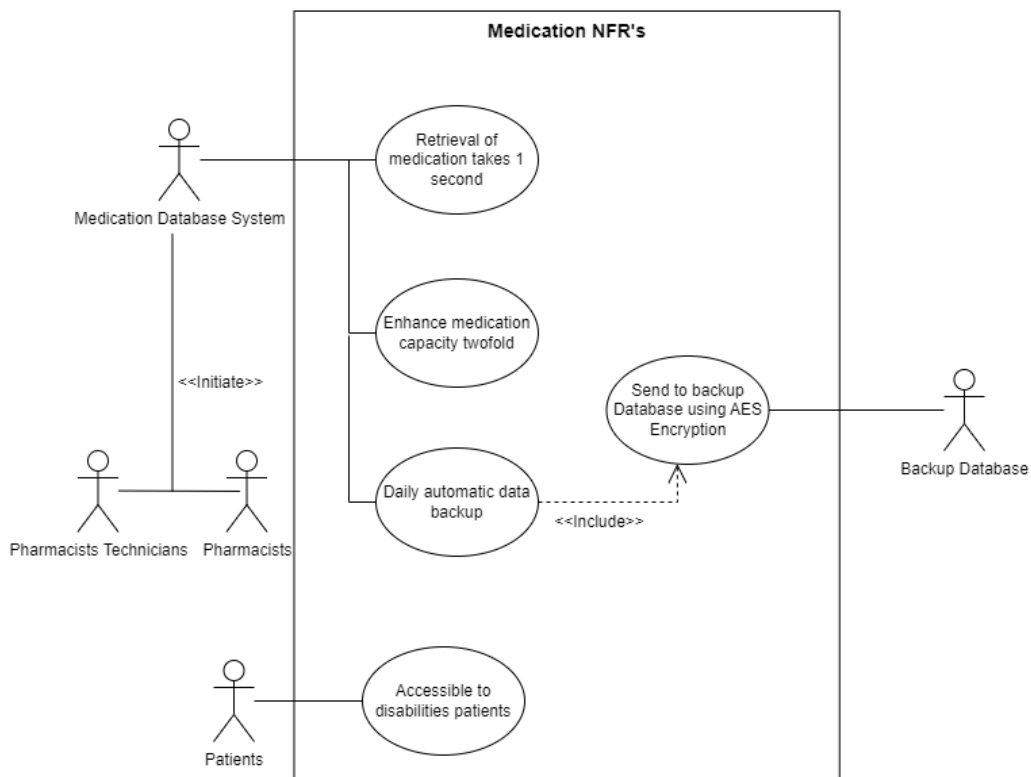 Medication NFR's
Retrieval of
medication takes 1
second
Medication Database System
Enhance medication
capacity twofold
<<Initiate>>
Send to backup
Database using AES
Encryption
Backup Database
Daily automatic data
backup
<<Include>>
Pharmacists Technicians
Pharmacists
Accessible to
disabilities patients
Patients